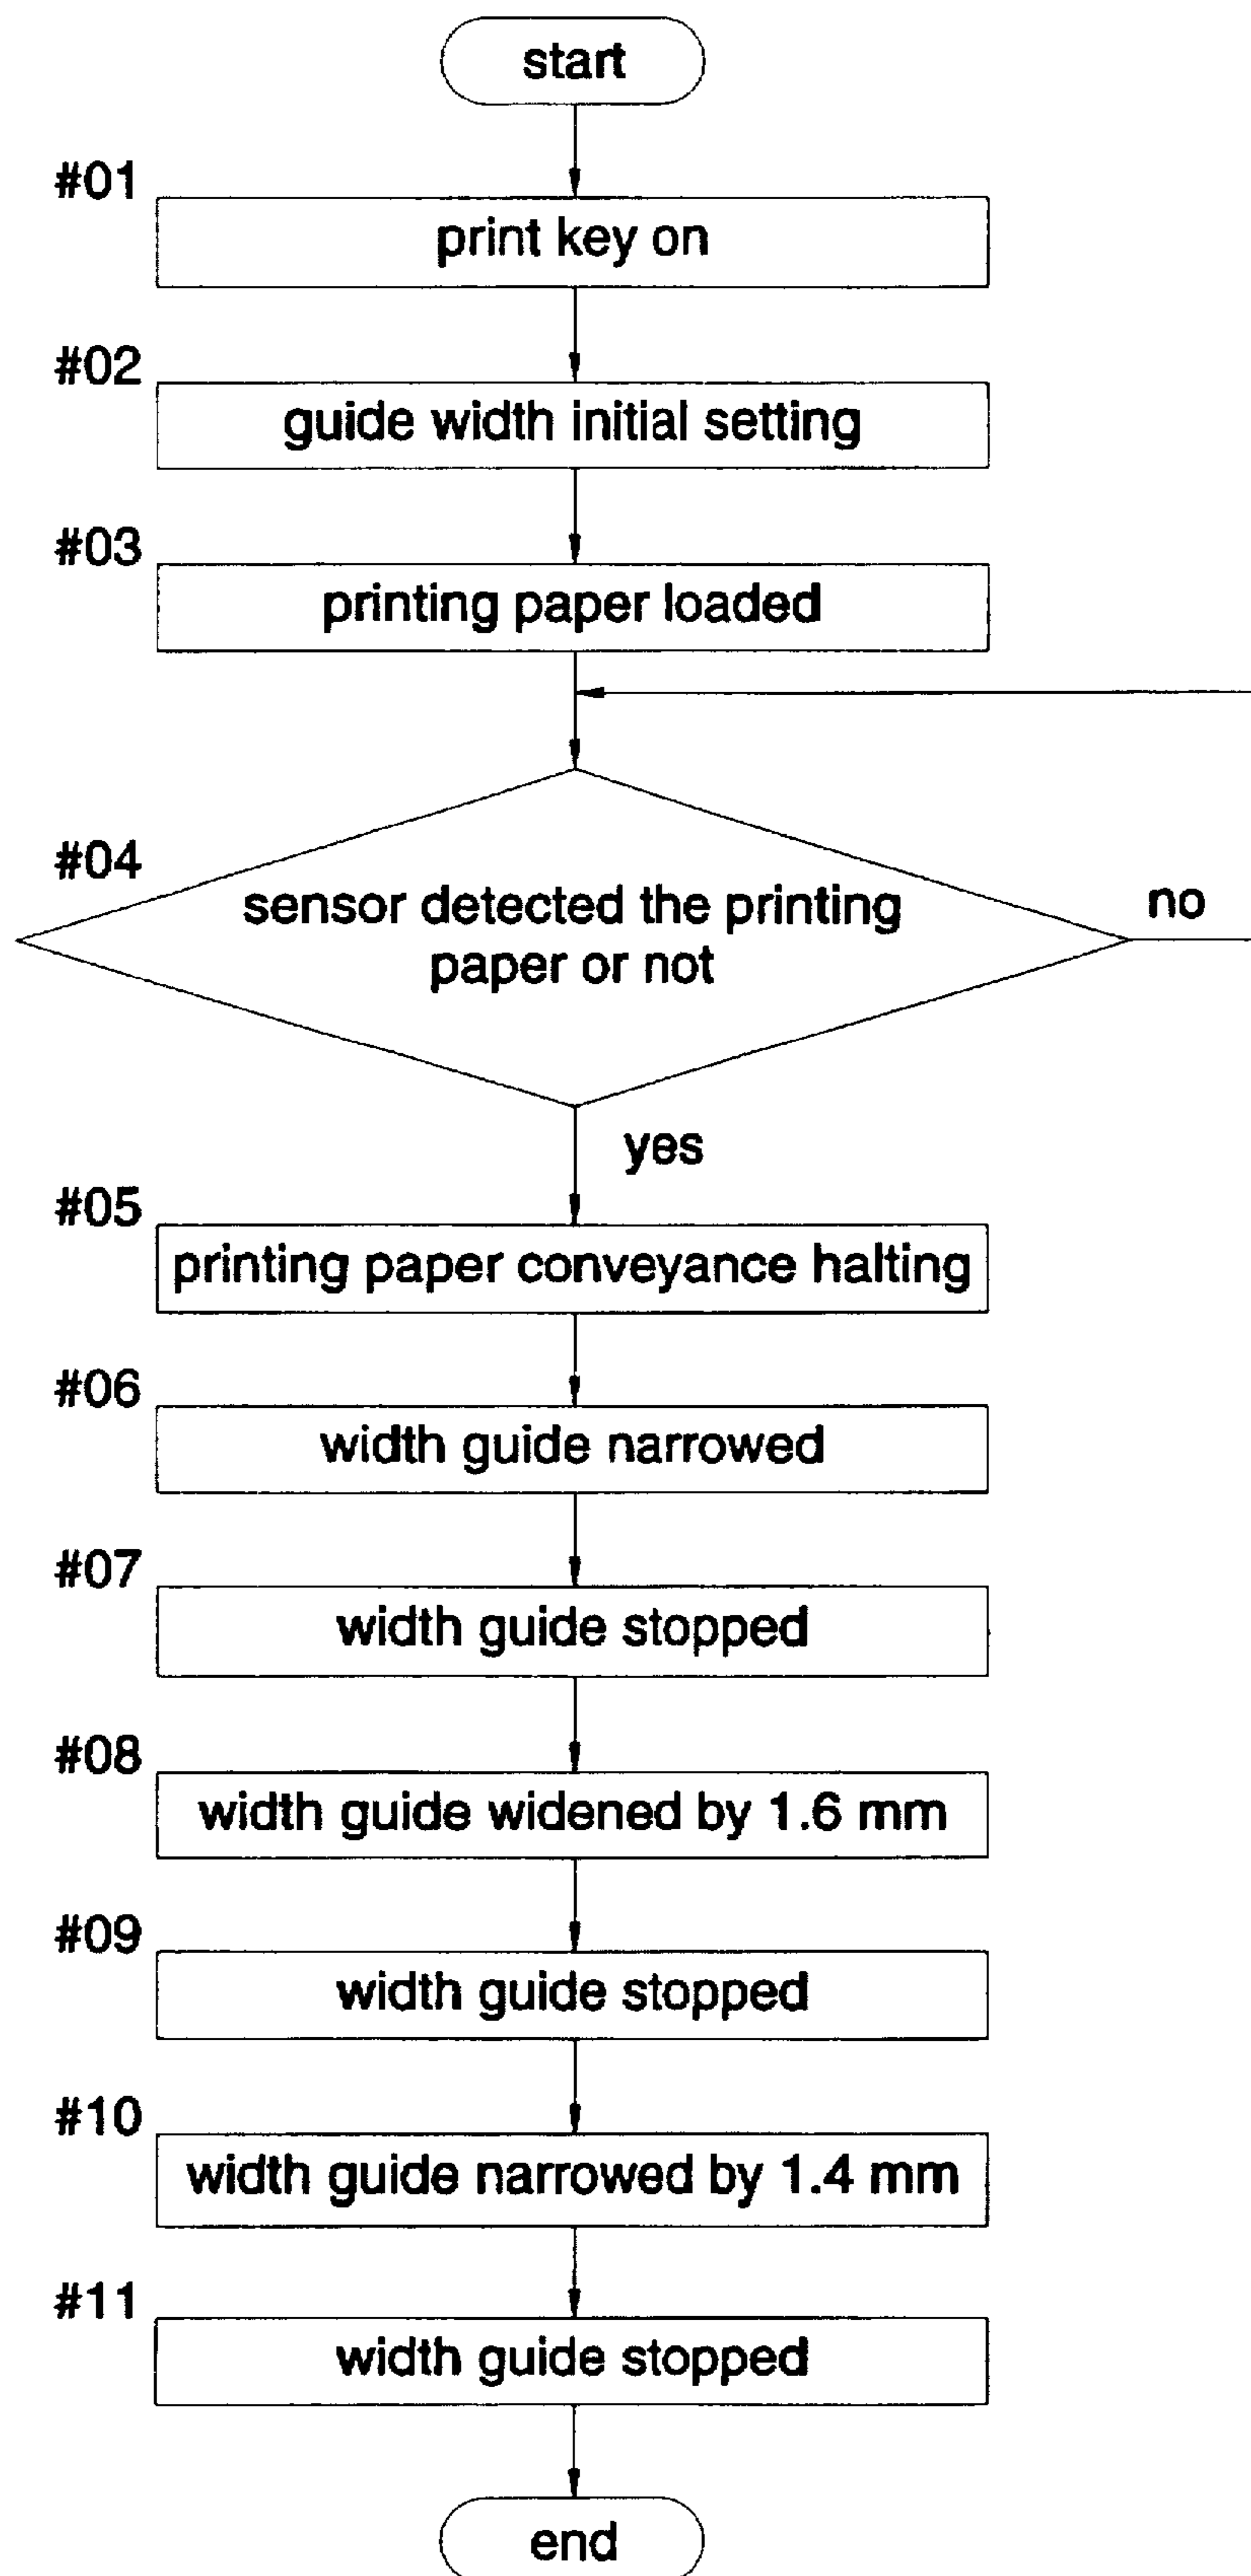 start
#01
print key on
#02
guide width initial setting
#03
printing paper loaded
#04
sensor detected the printing
paper or not
no
yes
#05
printing paper conveyance halting
#06
width guide narrowed
#07
width guide stopped
#08
width guide widened by 1.6 mm
#09
width guide stopped
#10
width guide narrowed by 1.4 mm
#11
width guide stopped
end